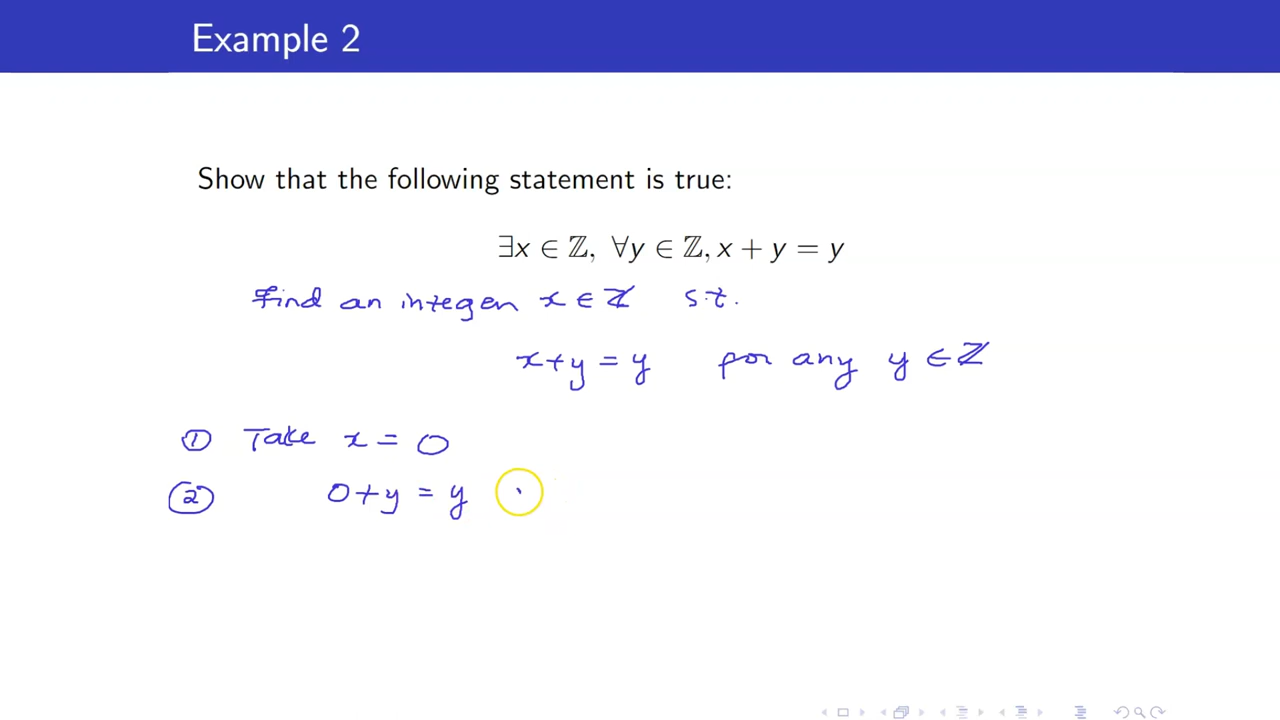 Example 2
Show that the following statement is true:
∃x ∈ ℤ, ∀y ∈ ℤ, x + y = y
Find an integer x ∈ ℤ s.t.
x+y = y for any y ∈ ℤ
① Take x = 0
② 0+y = y